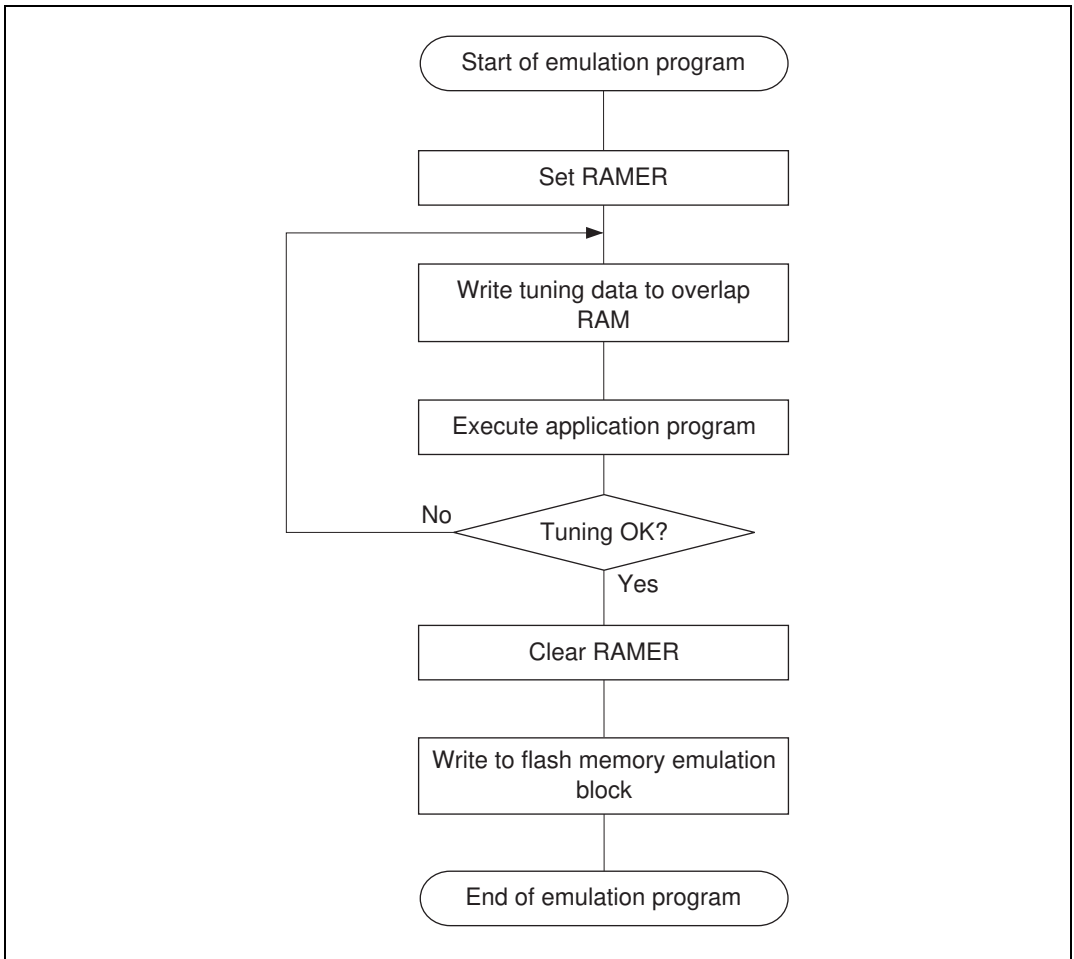 Start of emulation program
Set RAMER
Write tuning data to overlap
RAM
Execute application program
No
Tuning OK?
Yes
Clear RAMER
Write to flash memory emulation
block
End of emulation program